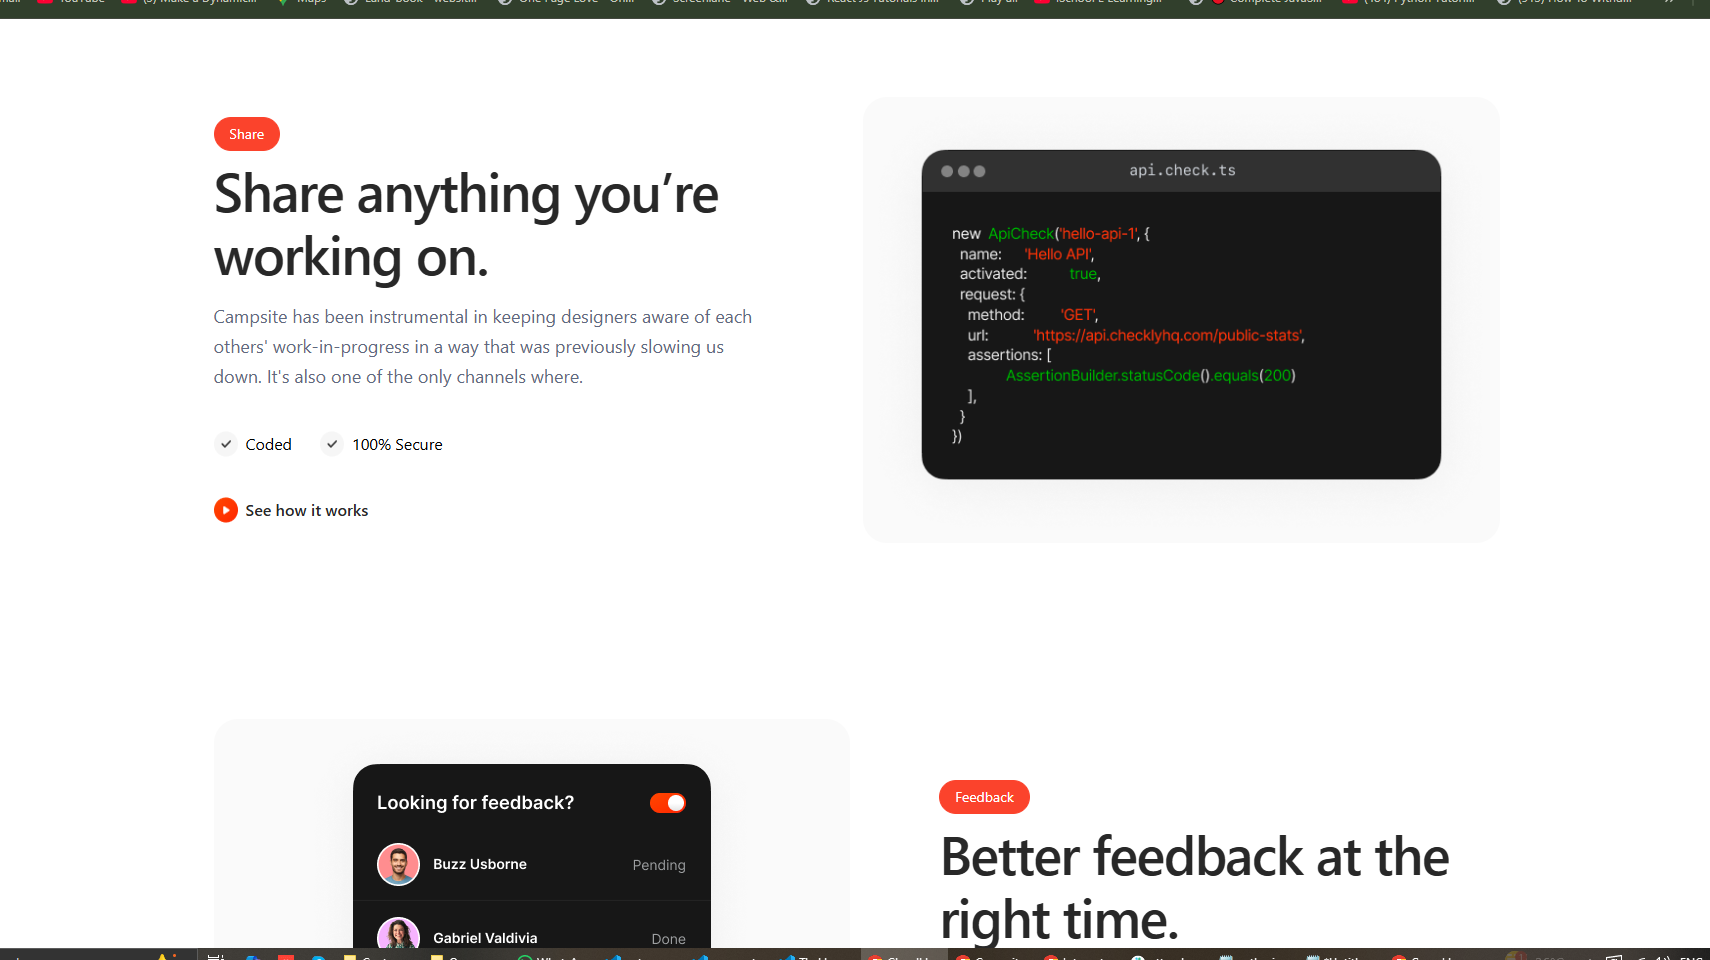 YouTube
Maps
Share
Share anything you’re
working on.
Campsite has been instrumental in keeping designers aware of each
others' work-in-progress in a way that was previously slowing us
down. It's also one of the only channels where.
Coded
100% Secure
See how it works
api.check.ts
new ApiCheck('hello-api-1', {
name: 'Hello API',
activated: true,
request: {
method: 'GET',
url: 'https://api.checklyhq.com/public-stats',
assertions: [
AssertionBuilder.statusCode().equals(200)
],
}
})
Looking for feedback?
Buzz Usborne
Pending
Gabriel Valdivia
Done
Feedback
Better feedback at the
right time.